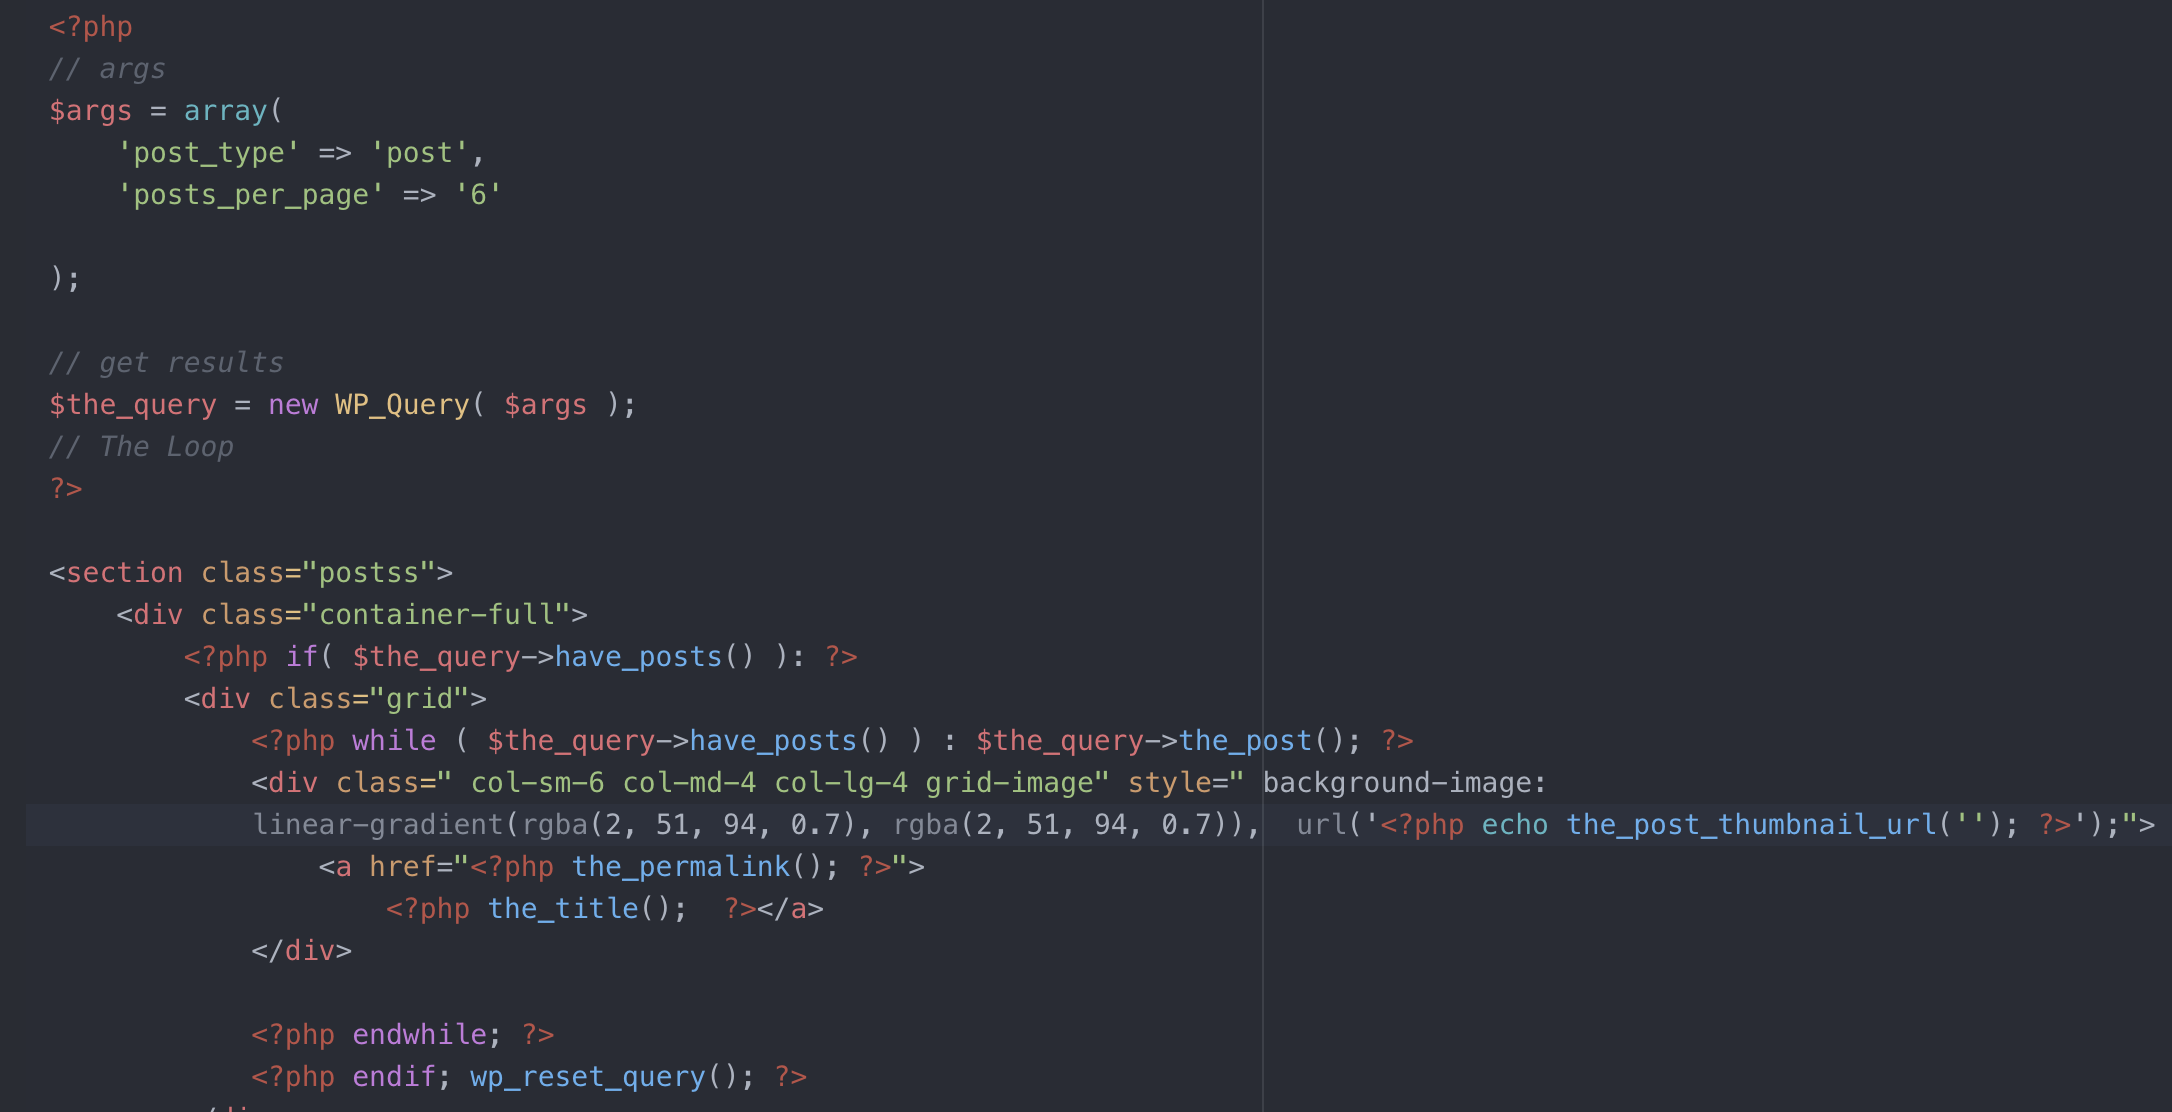 <?php
// args
$args = array(
    'post_type' => 'post',
    'posts_per_page' => '6'

);

// get results
$the_query = new WP_Query( $args );
// The Loop
?>

<section class="postss">
    <div class="container-full">
        <?php if( $the_query->have_posts() ): ?>
        <div class="grid">
            <?php while ( $the_query->have_posts() ) : $the_query->the_post(); ?>
            <div class=" col-sm-6 col-md-4 col-lg-4 grid-image" style=" background-image:
            linear-gradient(rgba(2, 51, 94, 0.7), rgba(2, 51, 94, 0.7)),  url('<?php echo the_post_thumbnail_url(''); ?>');">
                <a href="<?php the_permalink(); ?>">
                    <?php the_title();  ?></a>
            </div>

            <?php endwhile; ?>
            <?php endif; wp_reset_query(); ?>